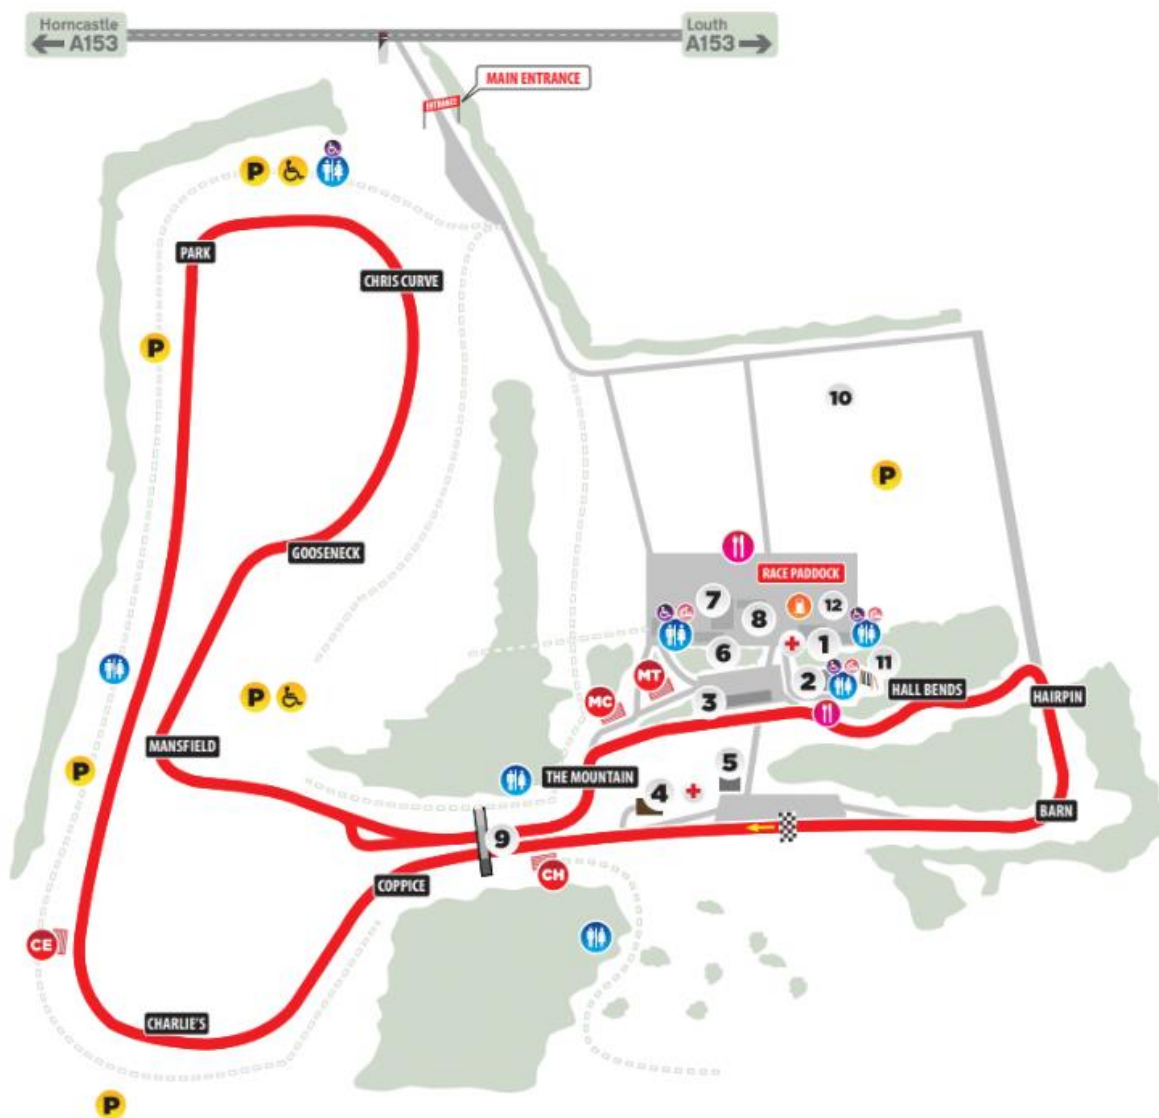 Horncastle
A153
Louth
A153
MAIN ENTRANCE
ENTRANCE
P
PARK
CHRIS CURVE
P
10
P
GOOSENECK
RACE PADDOCK
7
8
12
6
1
11
2
MT
MC
3
HALL BENDS
HAIRPIN
P
MANSFIELD
P
THE MOUNTAIN
5
4
BARN
9
COPPICE
CH
CE
CHARLIE'S
P